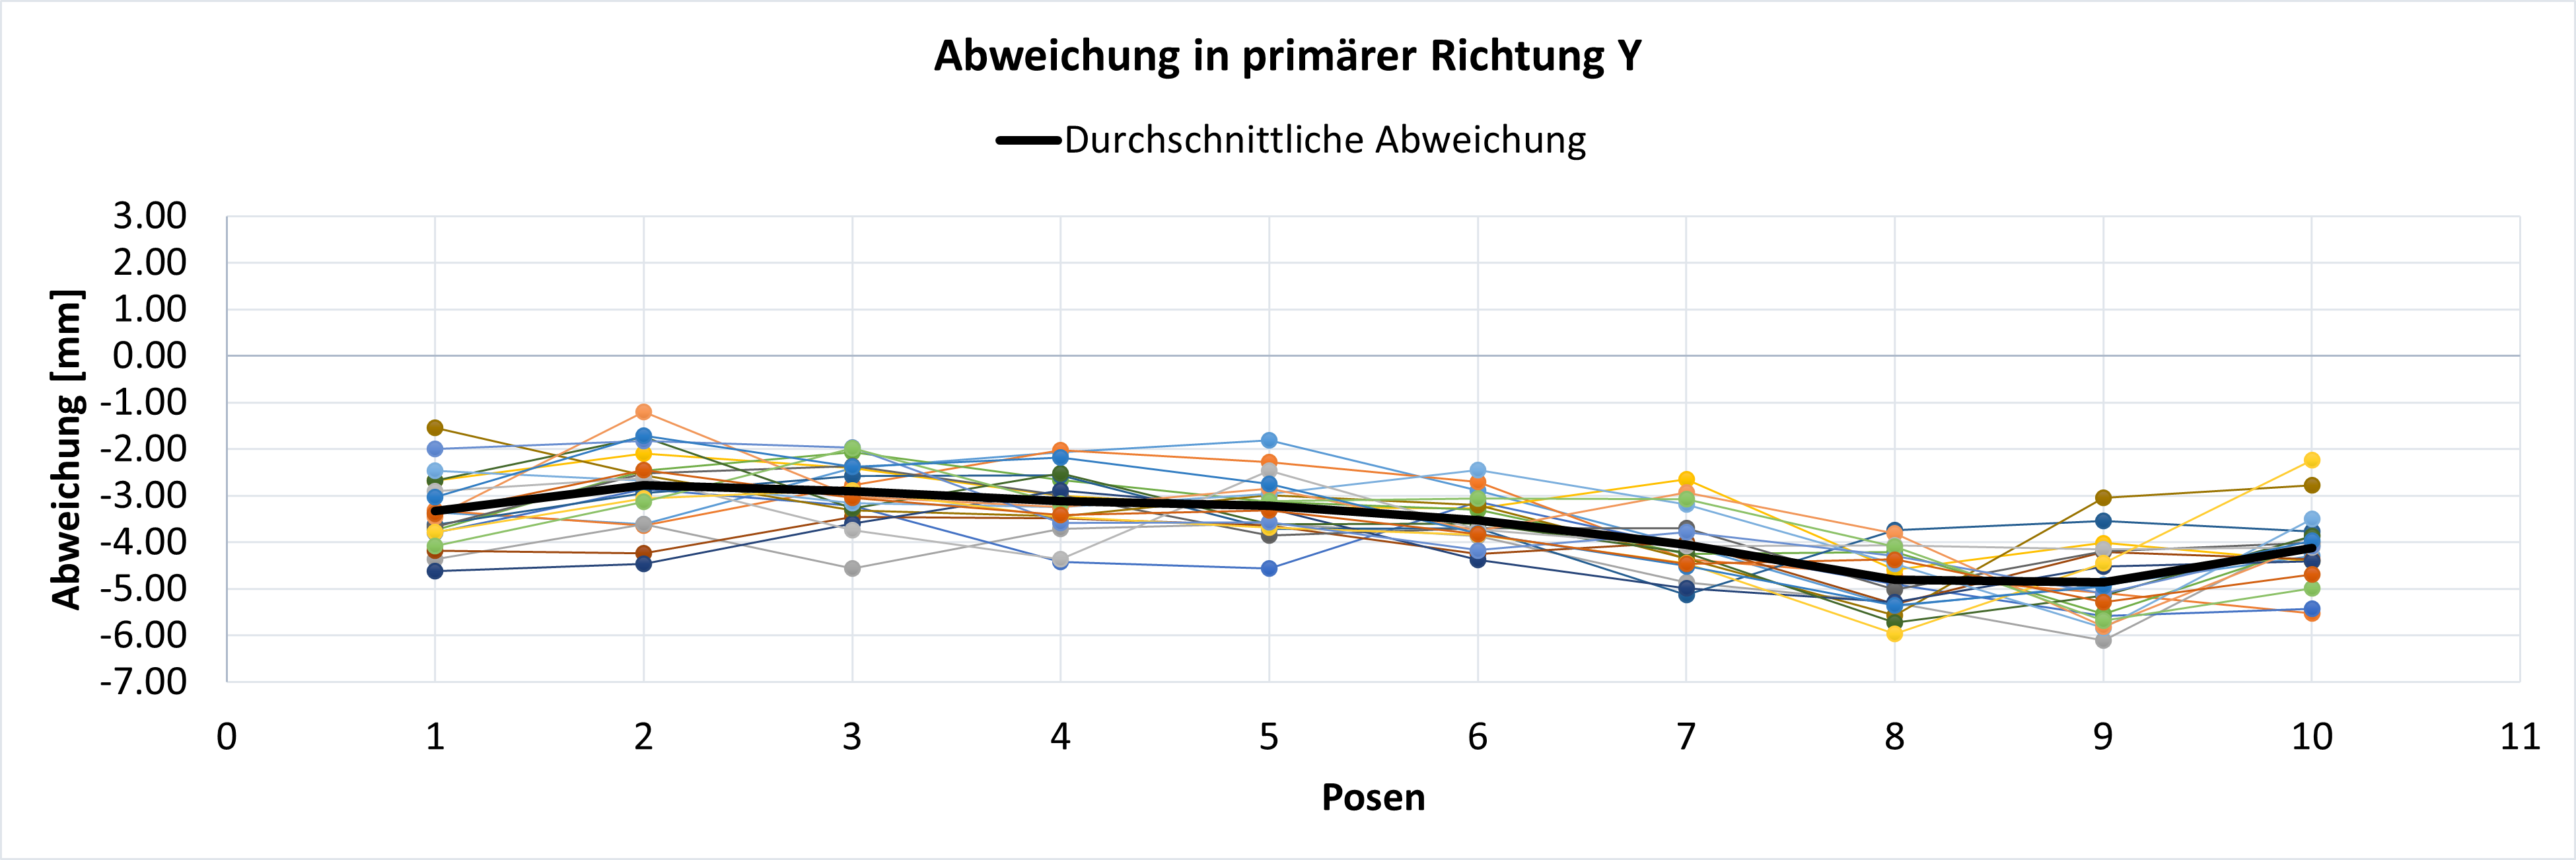 Abweichung in primärer Richtung Y
Durchschnittliche Abweichung
Abweichung [mm]
3.00
2.00
1.00
0.00
-1.00
-2.00
-3.00
-4.00
-5.00
-6.00
-7.00
0 1 2 3 4 5 6 7 8 9 10 11
Posen